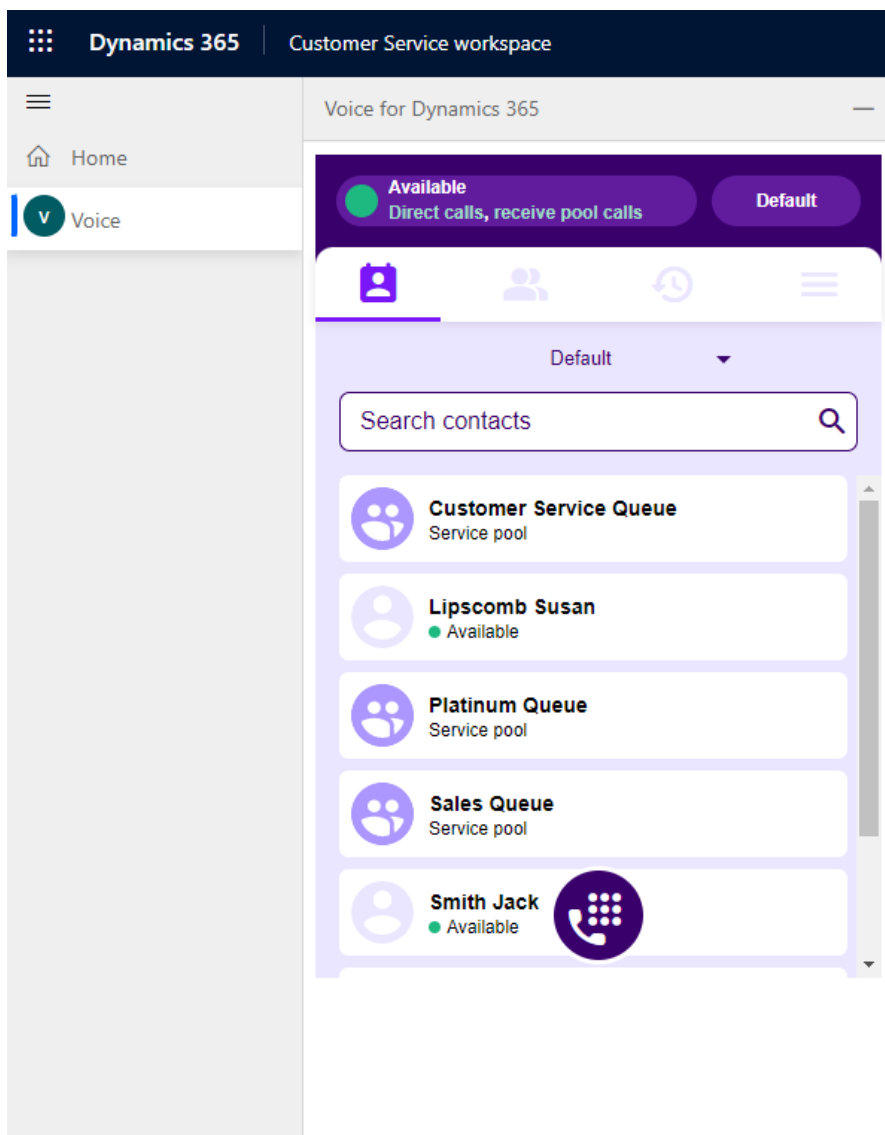 Dynamics 365 Customer Service workspace
Voice for Dynamics 365
Home
V Voice
Available
Direct calls, receive pool calls
Default
Default
Search contacts
Customer Service Queue
Service pool
Lipscomb Susan
Available
Platinum Queue
Service pool
Sales Queue
Service pool
Smith Jack
Available